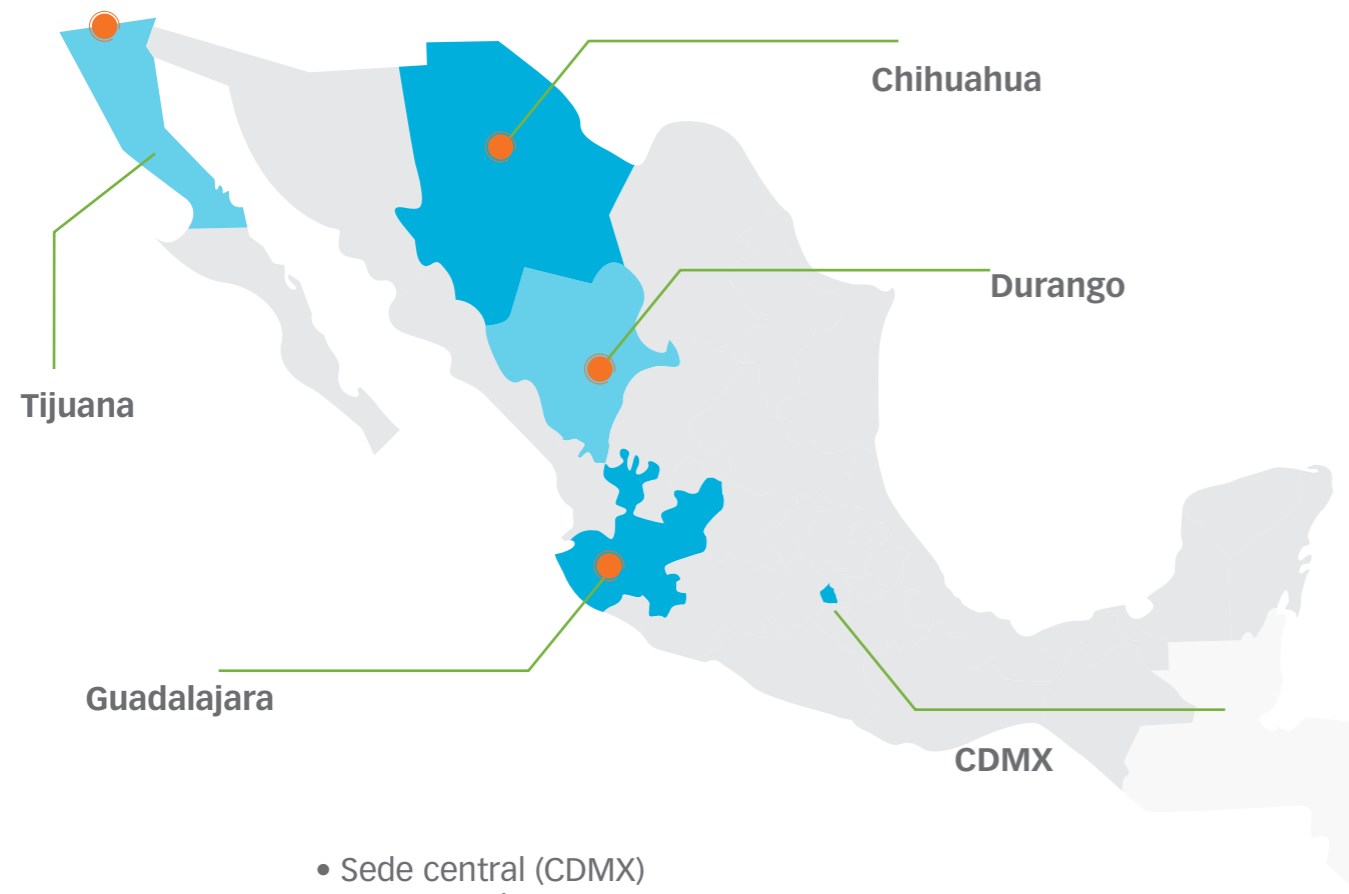 Chihuahua
Durango
Tijuana
Guadalajara
CDMX
• Sede central (CDMX)